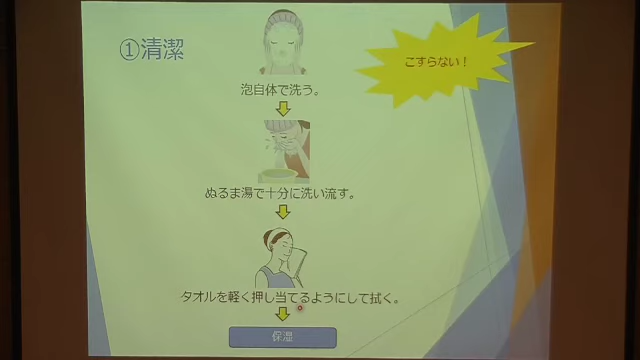 ①清潔
こすらない！
泡自体で洗う。
ぬるま湯で十分に洗い流す。
タオルを軽く押し当てるようにして拭く。
保湿